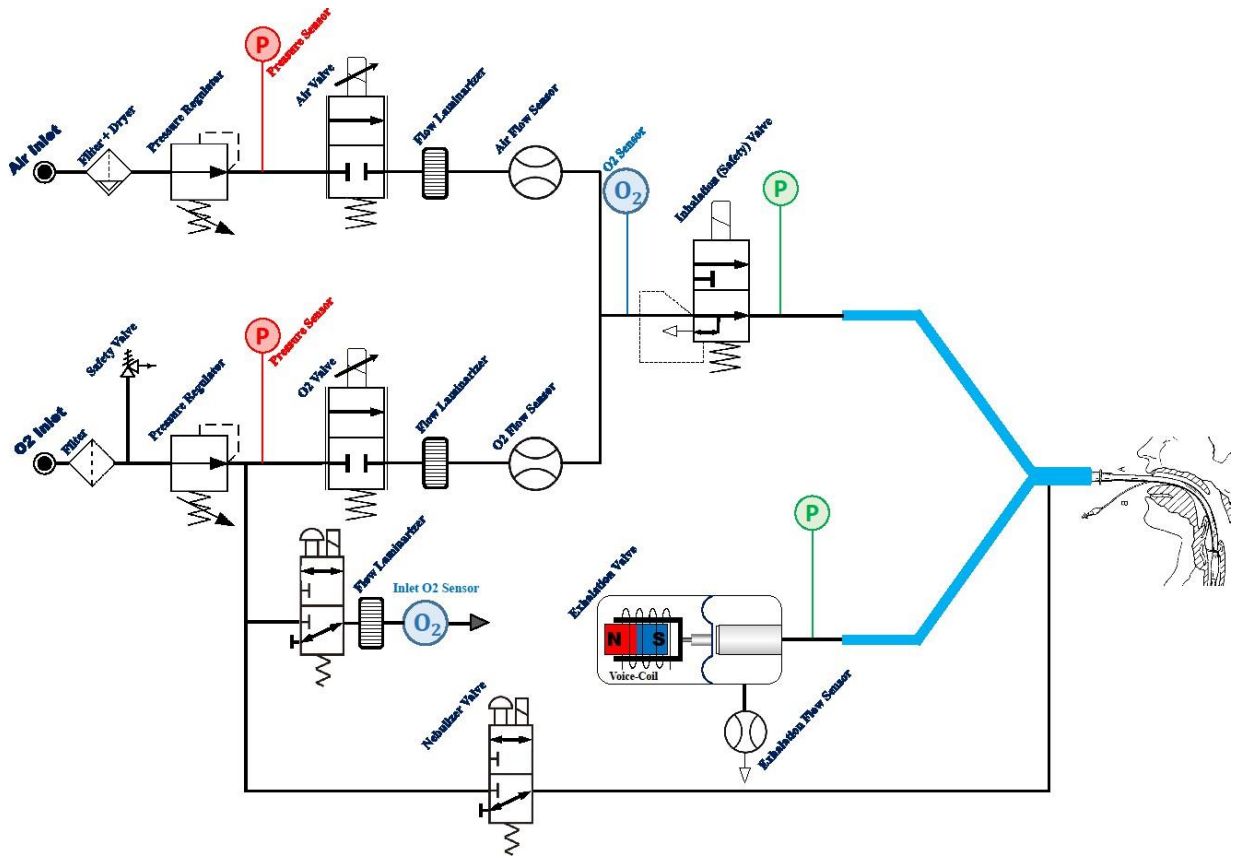 Air Inlet
Filter + Dryer
Pressure Regulator
P
Pressure Sensor
Air Valve
Flow Laminarizer
Air Flow Sensor
O2 Sensor
O₂
Inhalation (Safety) Valve
P
O2 Inlet
Filter
Safety Valve
Pressure Regulator
P
Pressure Sensor
O2 Valve
Flow Laminarizer
O2 Flow Sensor
A
B
Flow Laminarizer
Inlet O2 Sensor
O₂
P
Exhalation Valve
N
S
Voice-Coil
Exhalation Flow Sensor
Nebulizer Valve